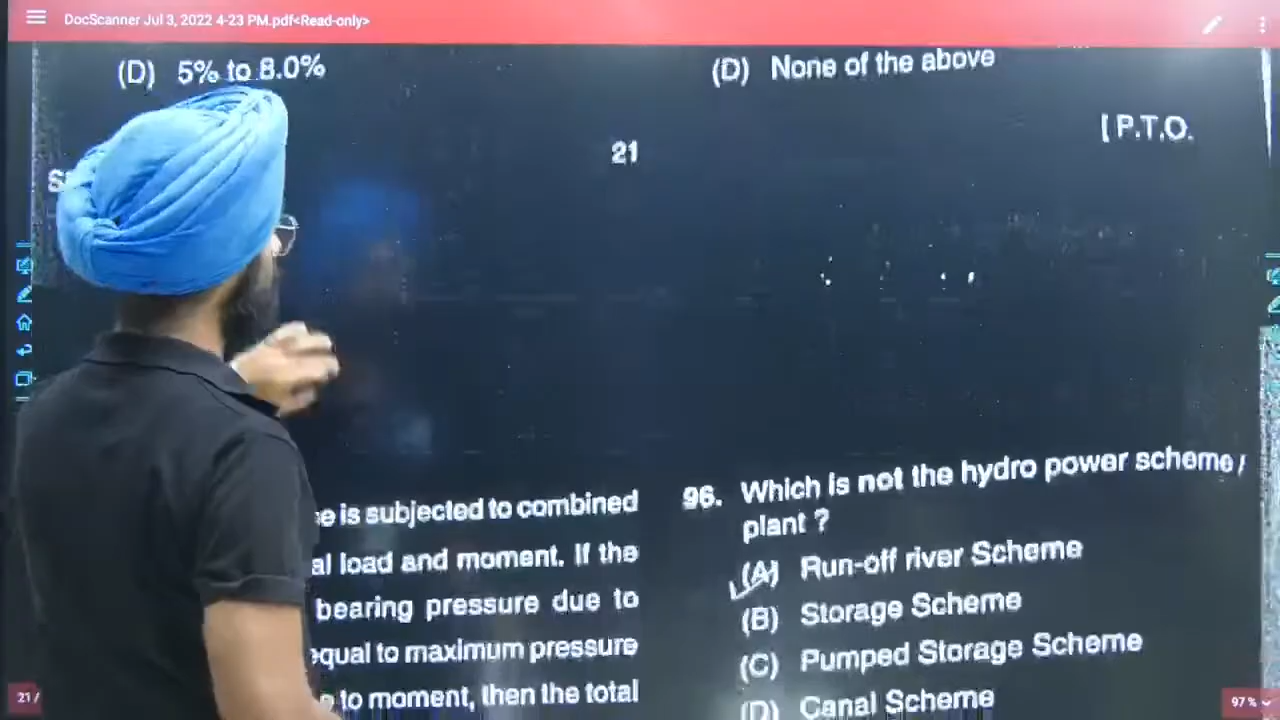 DocScanner Jul 3, 2022 4-23 PM.pdf<Read-only>
(D) 5% to 8.0%
(D) None of the above
[ P.T.O.
21
is subjected to combined
load and moment. If the
bearing pressure due to
equal to maximum pressure
to moment, then the total
96. Which is not the hydro power scheme /
plant ?
(A) Run-off river Scheme
(B) Storage Scheme
(C) Pumped Storage Scheme
(D) Canal Scheme
21 /
97 %